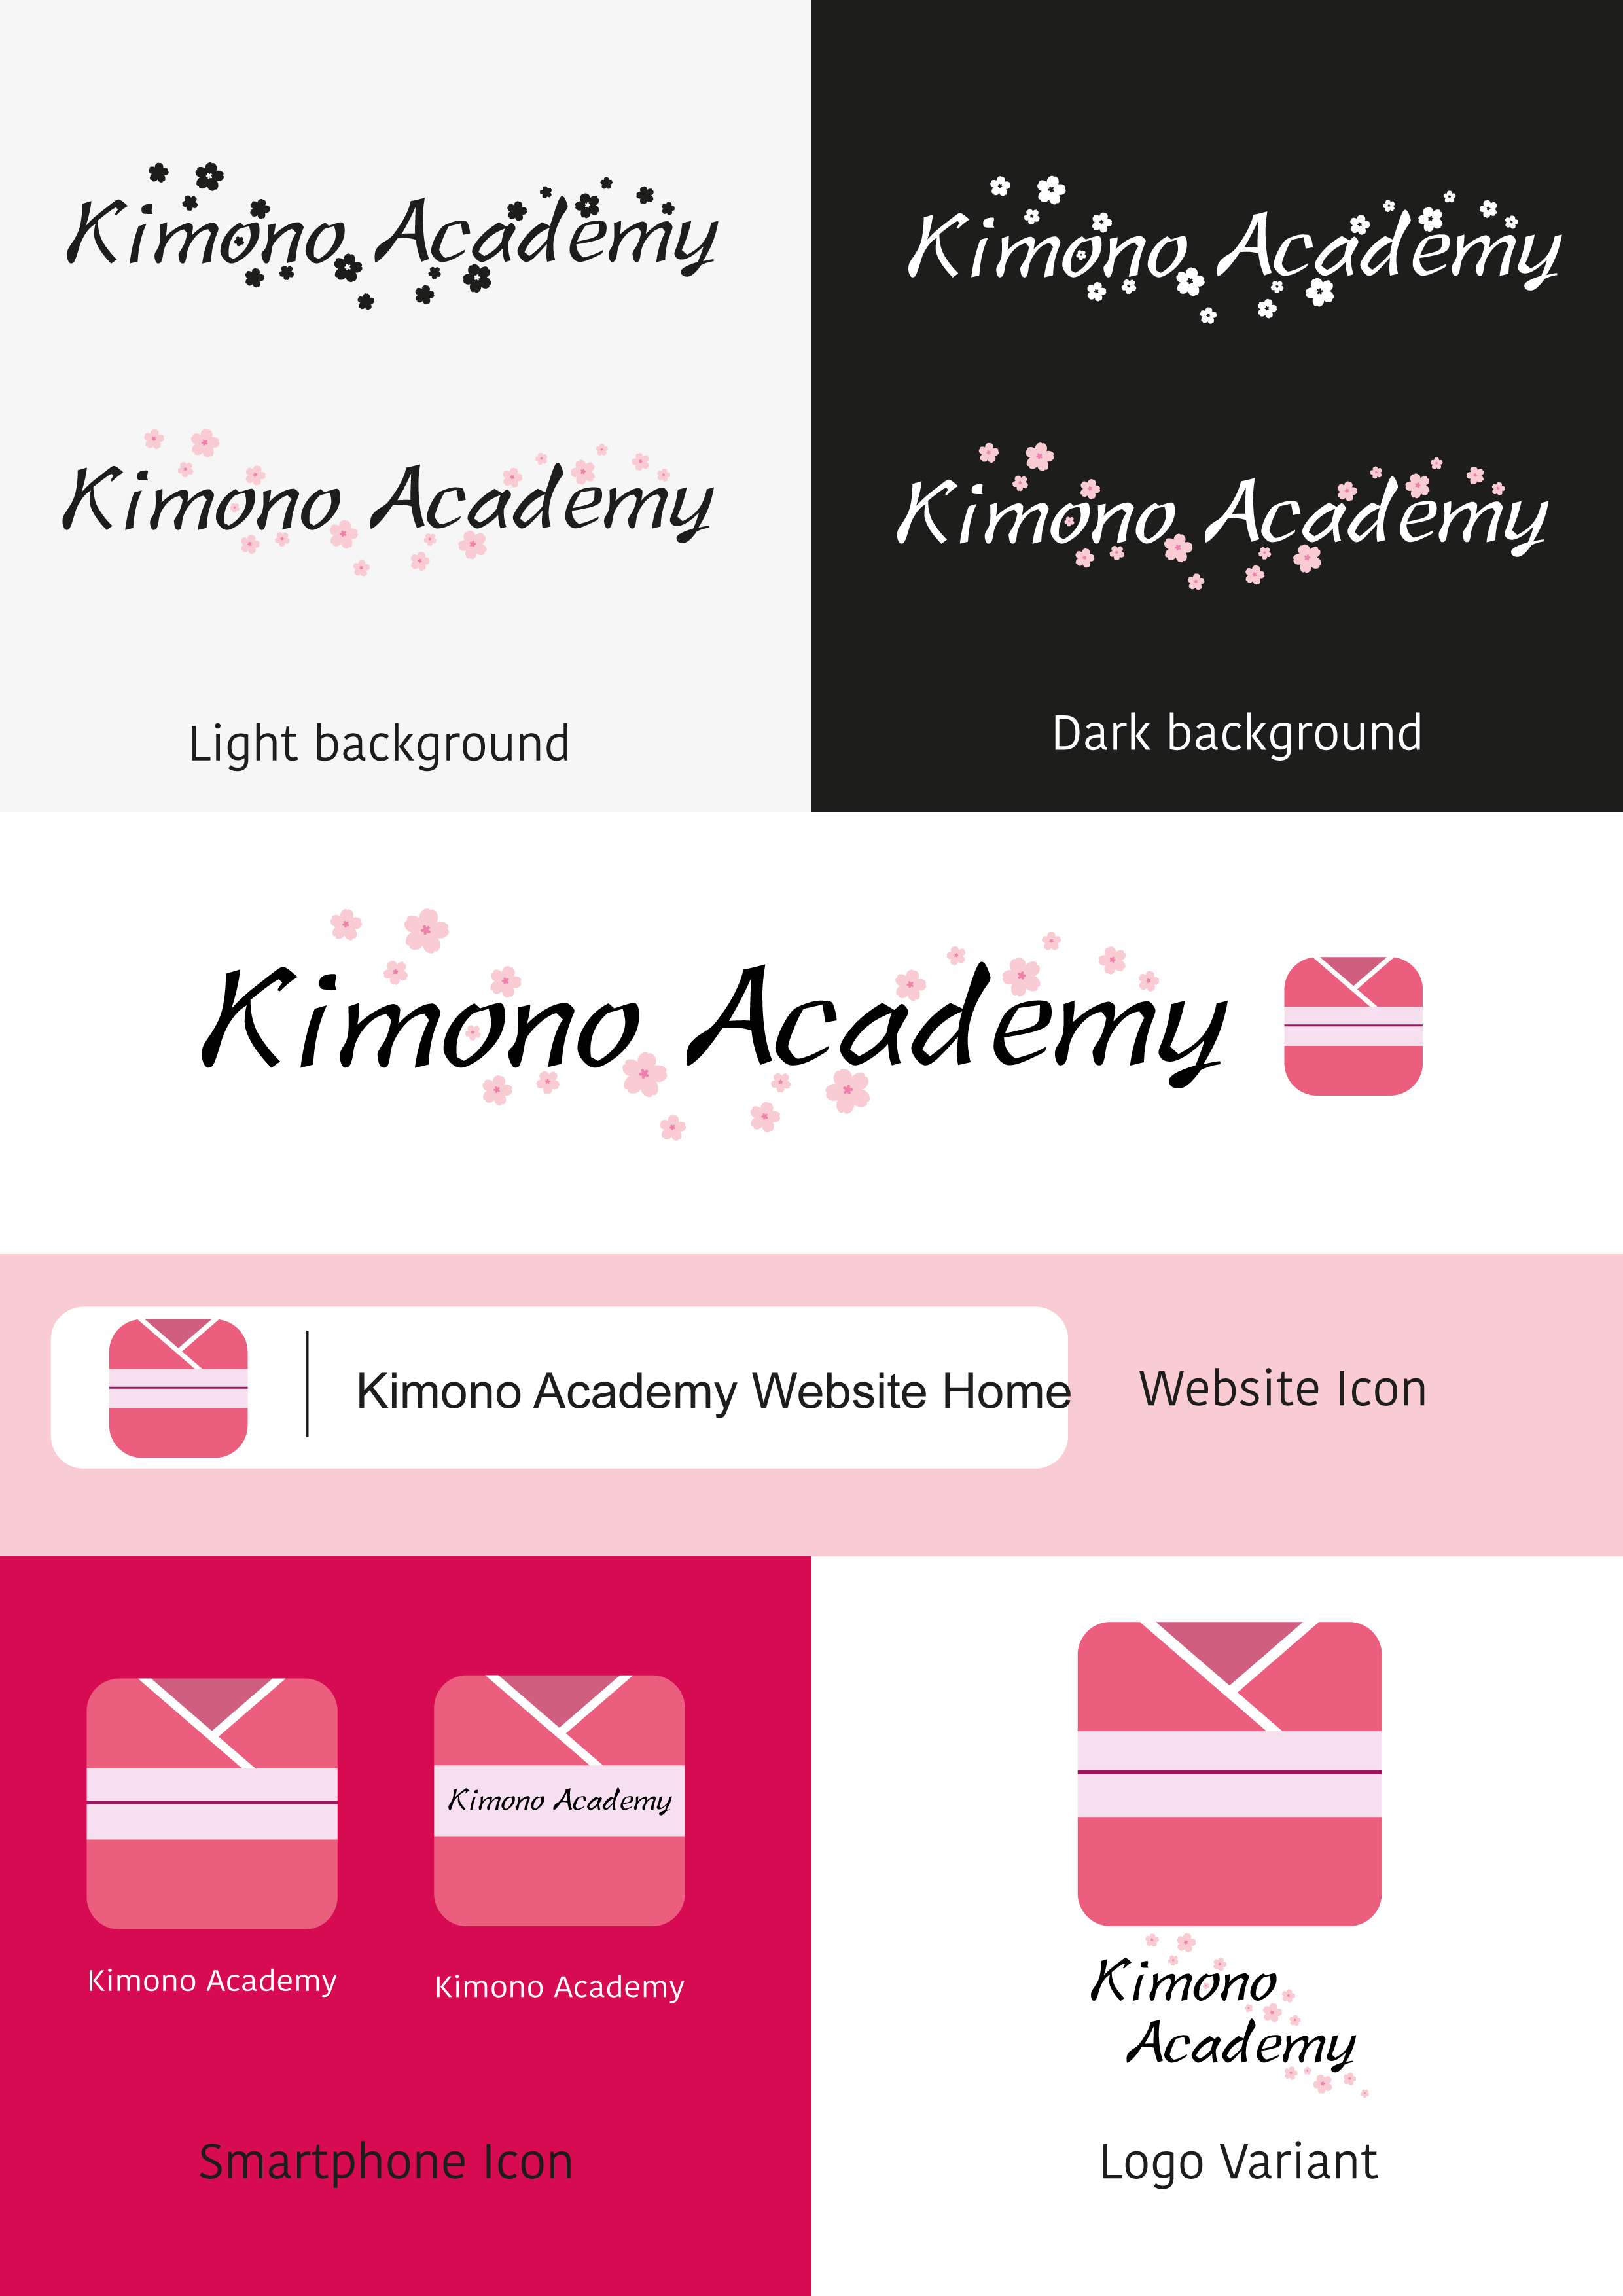 Kimono Academy
Kimono Academy
Light background
Kimono Academy
Kimono Academy
Dark background
Kimono Academy
Kimono Academy Website Home
Website Icon
Kimono Academy
Kimono Academy
Kimono Academy
Smartphone Icon
Kimono
Academy
Logo Variant